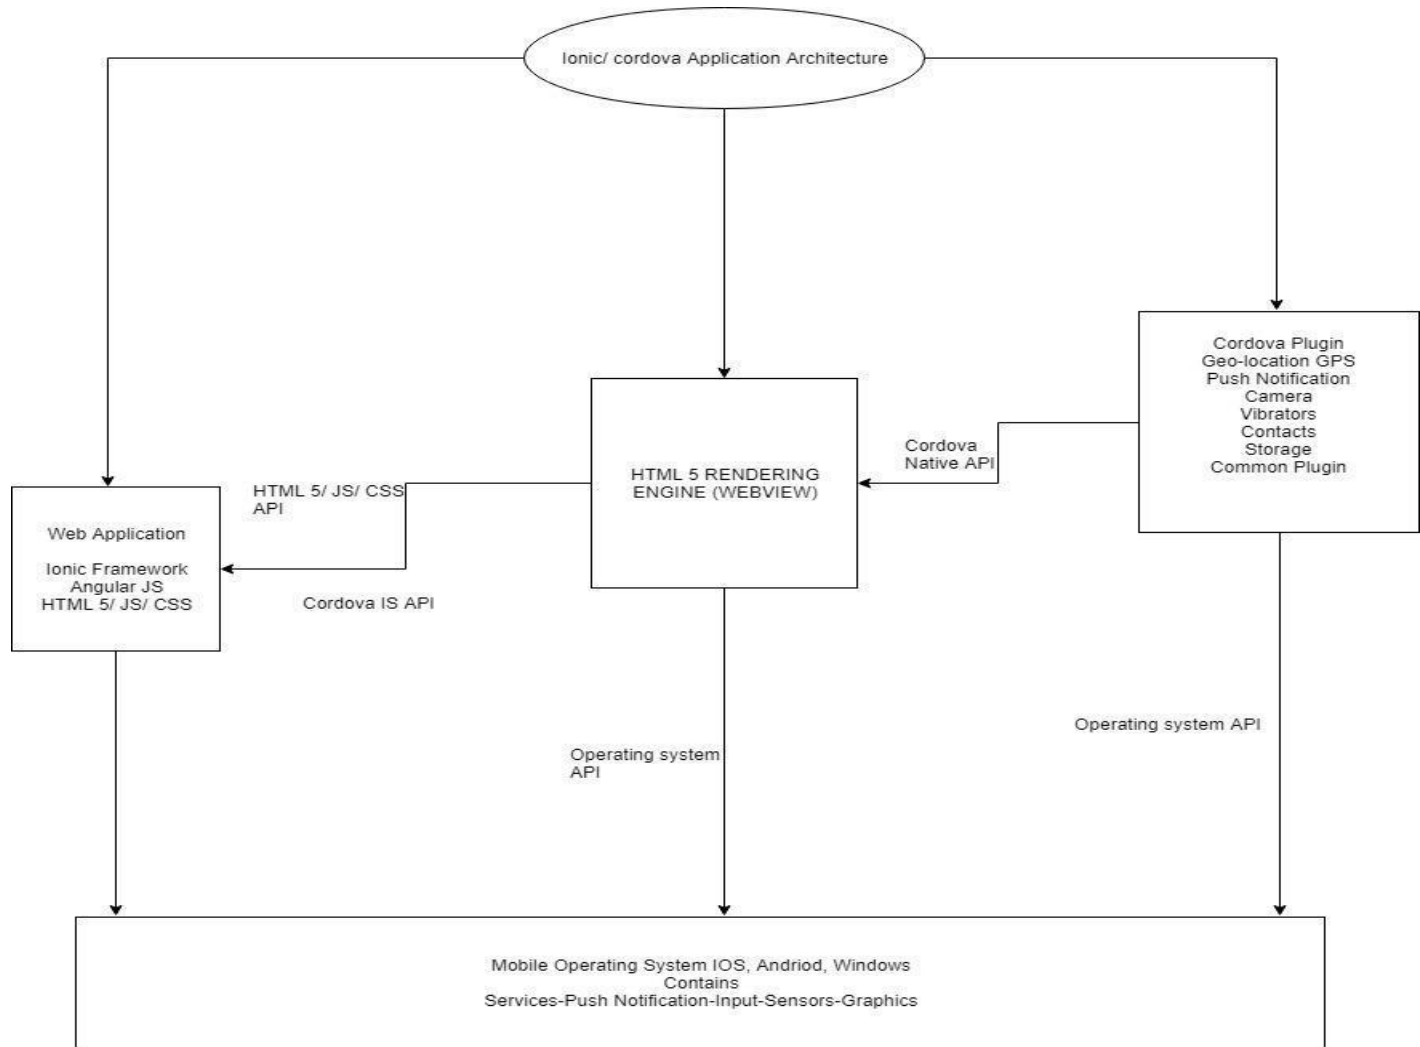 Ionic/ cordova Application Architecture
Cordova Plugin
Geo-location GPS
Push Notification
Camera
Vibrators
Contacts
Storage
Common Plugin
Cordova
Native API
HTML 5 RENDERING
ENGINE (WEBVIEW)
HTML 5/ JS/ CSS
API
Web Application
Ionic Framework
Angular JS
HTML 5/ JS/ CSS
Cordova IS API
Operating system API
Operating system
API
Mobile Operating System IOS, Andriod, Windows
Contains
Services-Push Notification-Input-Sensors-Graphics